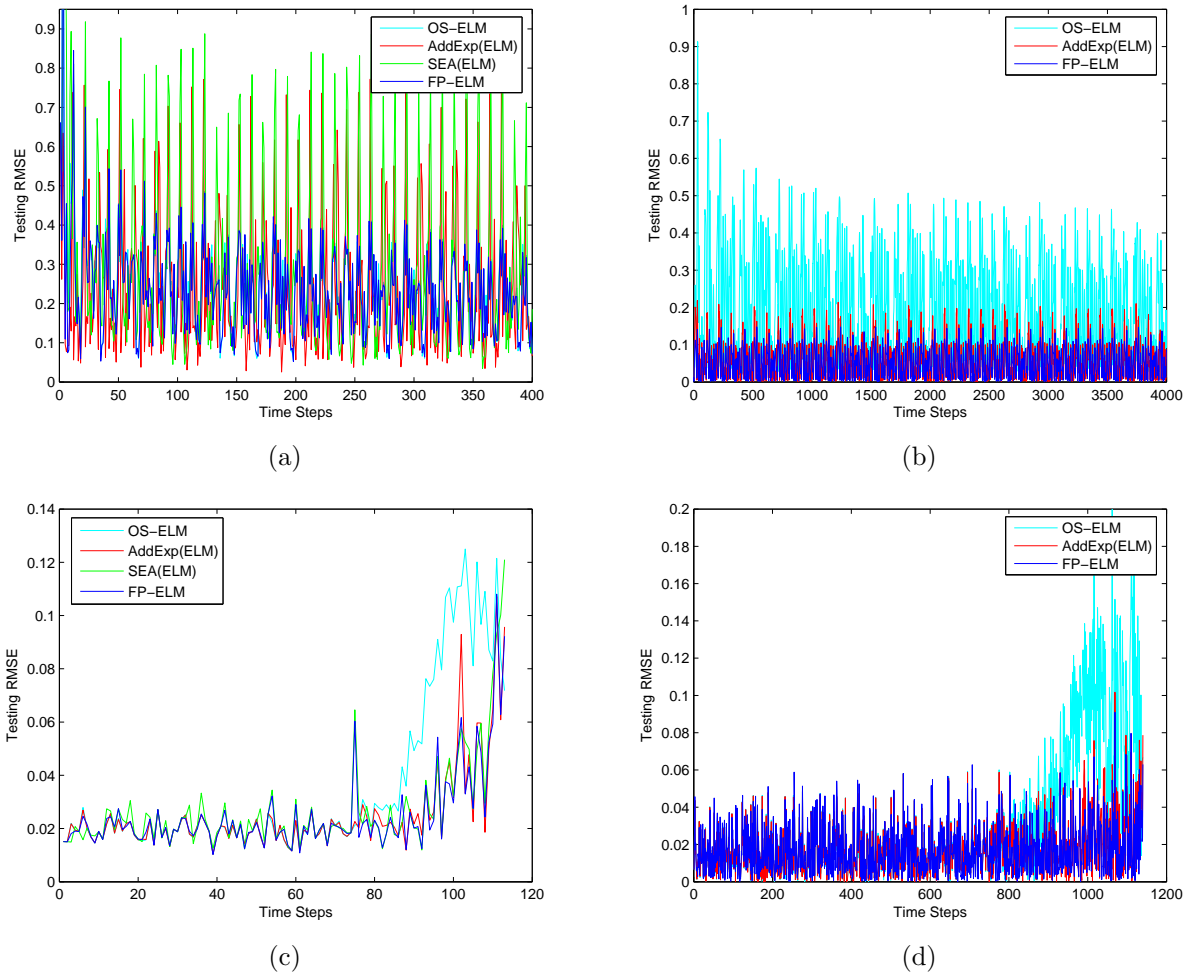 OS-ELM
AddExp(ELM)
SEA(ELM)
FP-ELM
0.9
0.8
0.7
0.6
0.5
0.4
0.3
0.2
0.1
0
Testing RMSE
0 50 100 150 200 250 300 350 400
Time Steps
(a)
OS-ELM
AddExp(ELM)
FP-ELM
1
0.9
0.8
0.7
0.6
0.5
0.4
0.3
0.2
0.1
0
Testing RMSE
0 500 1000 1500 2000 2500 3000 3500 4000
Time Steps
(b)
OS-ELM
AddExp(ELM)
SEA(ELM)
FP-ELM
0.14
0.12
0.1
0.08
0.06
0.04
0.02
0
Testing RMSE
0 20 40 60 80 100 120
Time Steps
(c)
OS-ELM
AddExp(ELM)
FP-ELM
0.2
0.18
0.16
0.14
0.12
0.1
0.08
0.06
0.04
0.02
0
Testing RMSE
0 200 400 600 800 1000 1200
Time Steps
(d)